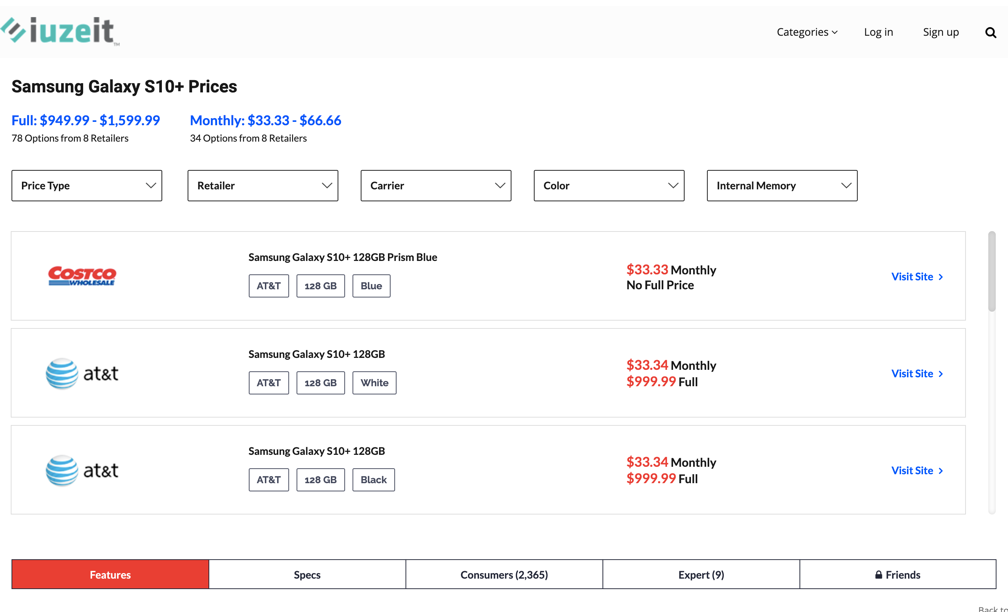 iuzeit TM
Categories Log in Sign up
Samsung Galaxy S10+ Prices
Full: $949.99 - $1,599.99 Monthly: $33.33 - $66.66
78 Options from 8 Retailers 34 Options from 8 Retailers
Price Type Retailer Carrier Color Internal Memory
Samsung Galaxy S10+ 128GB Prism Blue
COSTCO WHOLESALE
AT&T 128 GB Blue
$33.33 Monthly
No Full Price
Visit Site >
Samsung Galaxy S10+ 128GB
at&t
AT&T 128 GB White
$33.34 Monthly
$999.99 Full
Visit Site >
Samsung Galaxy S10+ 128GB
at&t
AT&T 128 GB Black
$33.34 Monthly
$999.99 Full
Visit Site >
Features Specs Consumers (2,365) Expert (9) Friends
Back to